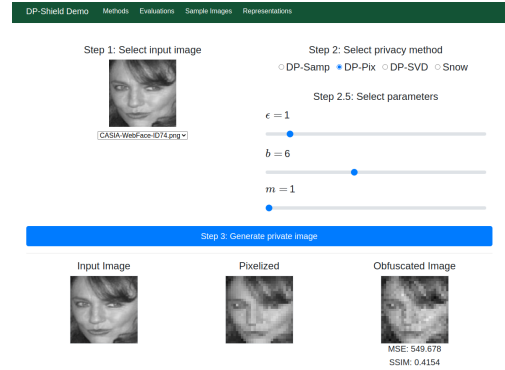 DP-Shield Demo Methods Evaluations Sample Images Representations
Step 1: Select input image
CASIA-WebFace-ID74.png
Step 2: Select privacy method
DP-Samp DP-Pix DP-SVD Snow
Step 2.5: Select parameters
ϵ = 1
b = 6
m = 1
Step 3: Generate private image
Input Image Pixelized Obfuscated Image
MSE: 549.678
SSIM: 0.4154